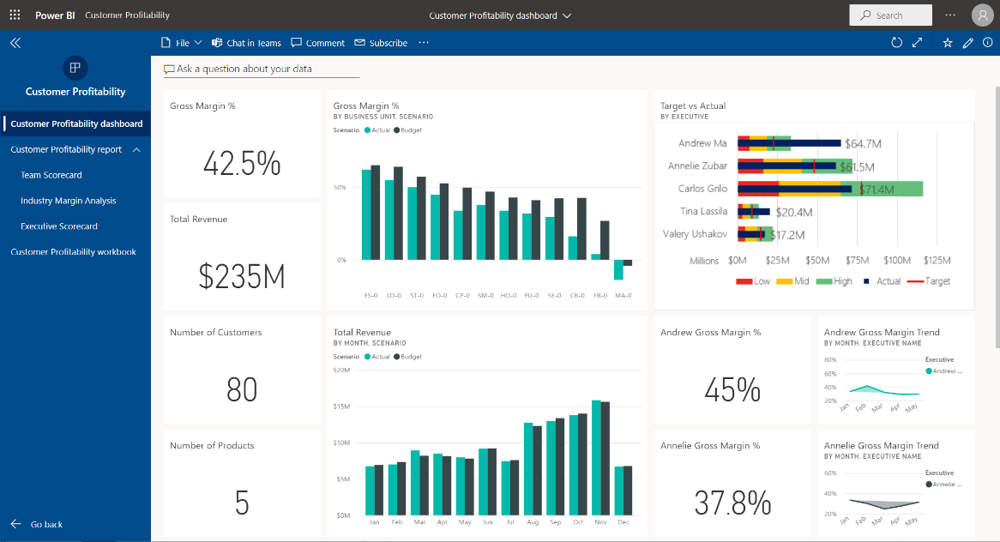 Power BI Customer Profitability
Customer Profitability dashboard
Search
File
Chat in Teams
Comment
Subscribe
Customer Profitability
Customer Profitability dashboard
Customer Profitability report
Team Scorecard
Industry Margin Analysis
Executive Scorecard
Customer Profitability workbook
Go back
Ask a question about your data
Gross Margin %
42.5%
Total Revenue
$235M
Number of Customers
80
Number of Products
5
Gross Margin %
BY BUSINESS UNIT, SCENARIO
Scenario Actual Budget
50%
0%
FS-0 LO-0 ST-0 FO-0 CP-0 SM-0 HO-0 PU-0 SE-0 CR-0 ER-0 MA-0
Total Revenue
BY MONTH, SCENARIO
Scenario Actual Budget
$20M
$15M
$10M
$5M
$0M
Jan Feb Mar Apr May Jun Jul Aug Sep Oct Nov Dec
Target vs Actual
BY EXECUTIVE
Andrew Ma $64.7M
Annelie Zubar $61.5M
Carlos Grilo $71.4M
Tina Lassila $20.4M
Valery Ushakov $17.2M
Millions $0M $25M $50M $75M $100M $125M
Low Mid High Actual Target
Andrew Gross Margin %
45%
Andrew Gross Margin Trend
BY MONTH, EXECUTIVE NAME
Executive
Andrew ...
80%
60%
40%
20%
Jan Feb Mar Apr May
Annelie Gross Margin %
37.8%
Annelie Gross Margin Trend
BY MONTH, EXECUTIVE NAME
Executive
Annelie ...
60%
40%
20%
Jan Feb Mar Apr May